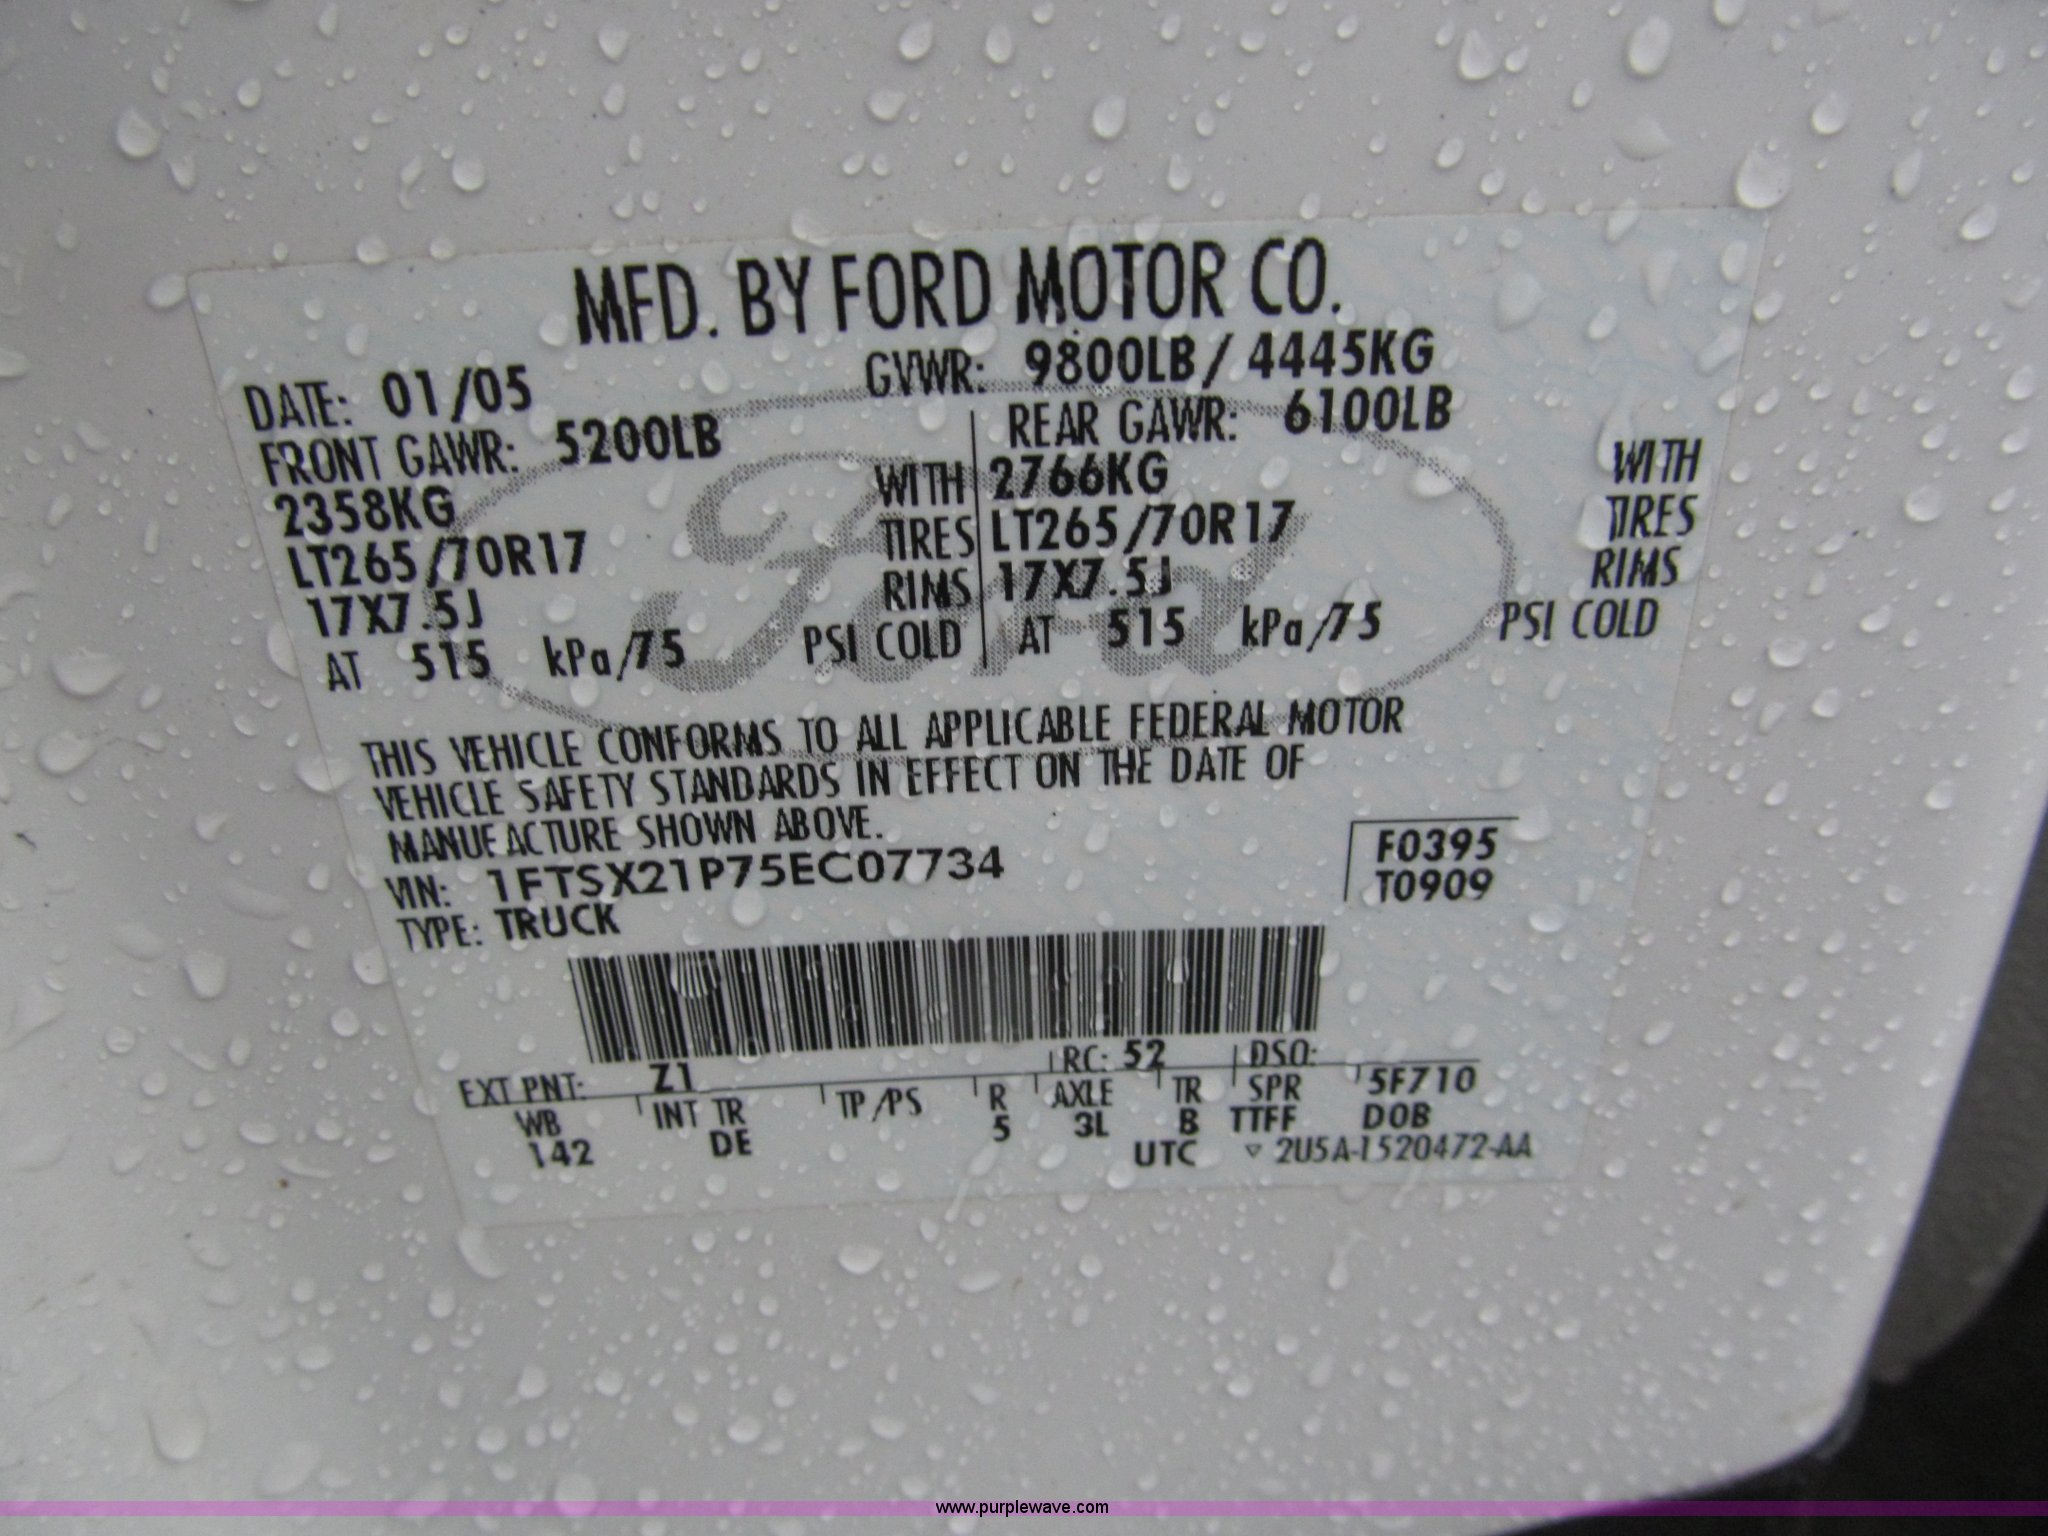 MFD. BY FORD MOTOR CO.
DATE: 01/05 GVWR: 9800LB / 4445KG
FRONT GAWR: 5200LB REAR GAWR: 6100LB
2358KG WITH 2766KG WITH
LT265/70R17 TIRES LT265/70R17 TIRES
17X7.5J RIMS 17X7.5J RIMS
AT 515 kPa/75 PSI COLD AT 515 kPa/75 PSI COLD
Ford
THIS VEHICLE CONFORMS TO ALL APPLICABLE FEDERAL MOTOR
VEHICLE SAFETY STANDARDS IN EFFECT ON THE DATE OF
MANUFACTURE SHOWN ABOVE.
VIN: 1FTSX21P75EC07734 F0395
TYPE: TRUCK T0909
EXT PNT: Z1 RC: 52 DSO:
WB INT TR TP/PS R AXLE TR SPR 5F710
142 DE 5 3L B TTFF D0B
UTC ▽ 2U5A-1520472-AA
www.purplewave.com